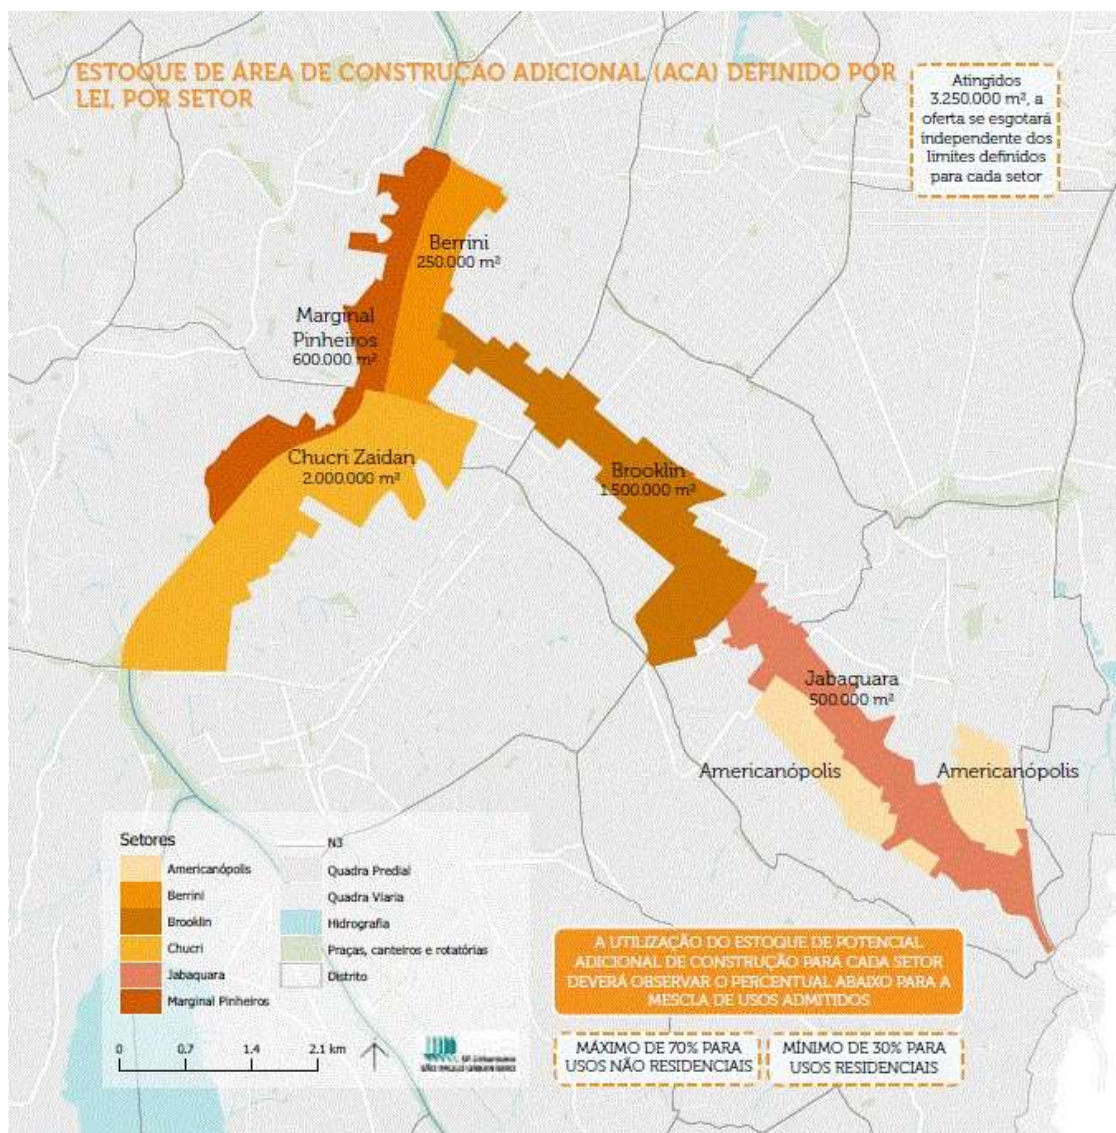 ESTOQUE DE ÁREA DE CONSTRUÇÃO ADICIONAL (ACA) DEFINIDO POR
LEI, POR SETOR
Atingidos
3.250.000 m², a
oferta se esgotará
independente dos
limites definidos
para cada setor
Berrini
250.000 m²
Marginal
Pinheiros
600.000 m²
Chucri Zaidan
2.000.000 m²
Brooklin
1.500.000 m²
Jabaquara
500.000 m²
Americanópolis
Americanópolis
Setores
Americanópolis
Berrini
Brooklin
Chucri
Jabaquara
Marginal Pinheiros
N3
Quadra Predial
Quadra Viaria
Hidrografia
Praças, canteiros e rotatórias
Distrito
0 0.7 1.4 2.1 km
SP-Urbanismo
SÃO PAULO URBANISMO
A UTILIZAÇÃO DO ESTOQUE DE POTENCIAL
ADICIONAL DE CONSTRUÇÃO PARA CADA SETOR
DEVERÁ OBSERVAR O PERCENTUAL ABAIXO PARA A
MESCLA DE USOS ADMITIDOS
MÁXIMO DE 70% PARA
USOS NÃO RESIDENCIAIS
MÍNIMO DE 30% PARA
USOS RESIDENCIAIS